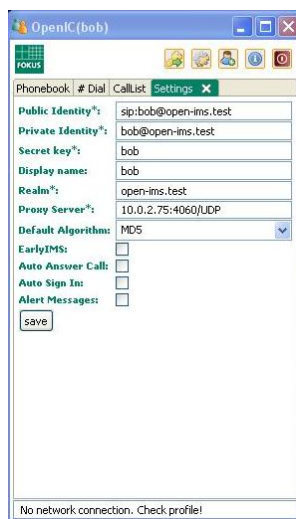 OpenIC(bob)
FOKUS
Phonebook # Dial CallList Settings
Public Identity*: sip:bob@open-ims.test
Private Identity*: bob@open-ims.test
Secret key*: bob
Display name: bob
Realm*: open-ims.test
Proxy Server*: 10.0.2.75:4060/UDP
Default Algorithm: MD5
EarlyIMS:
Auto Answer Call:
Auto Sign In:
Alert Messages:
save
No network connection. Check profile!